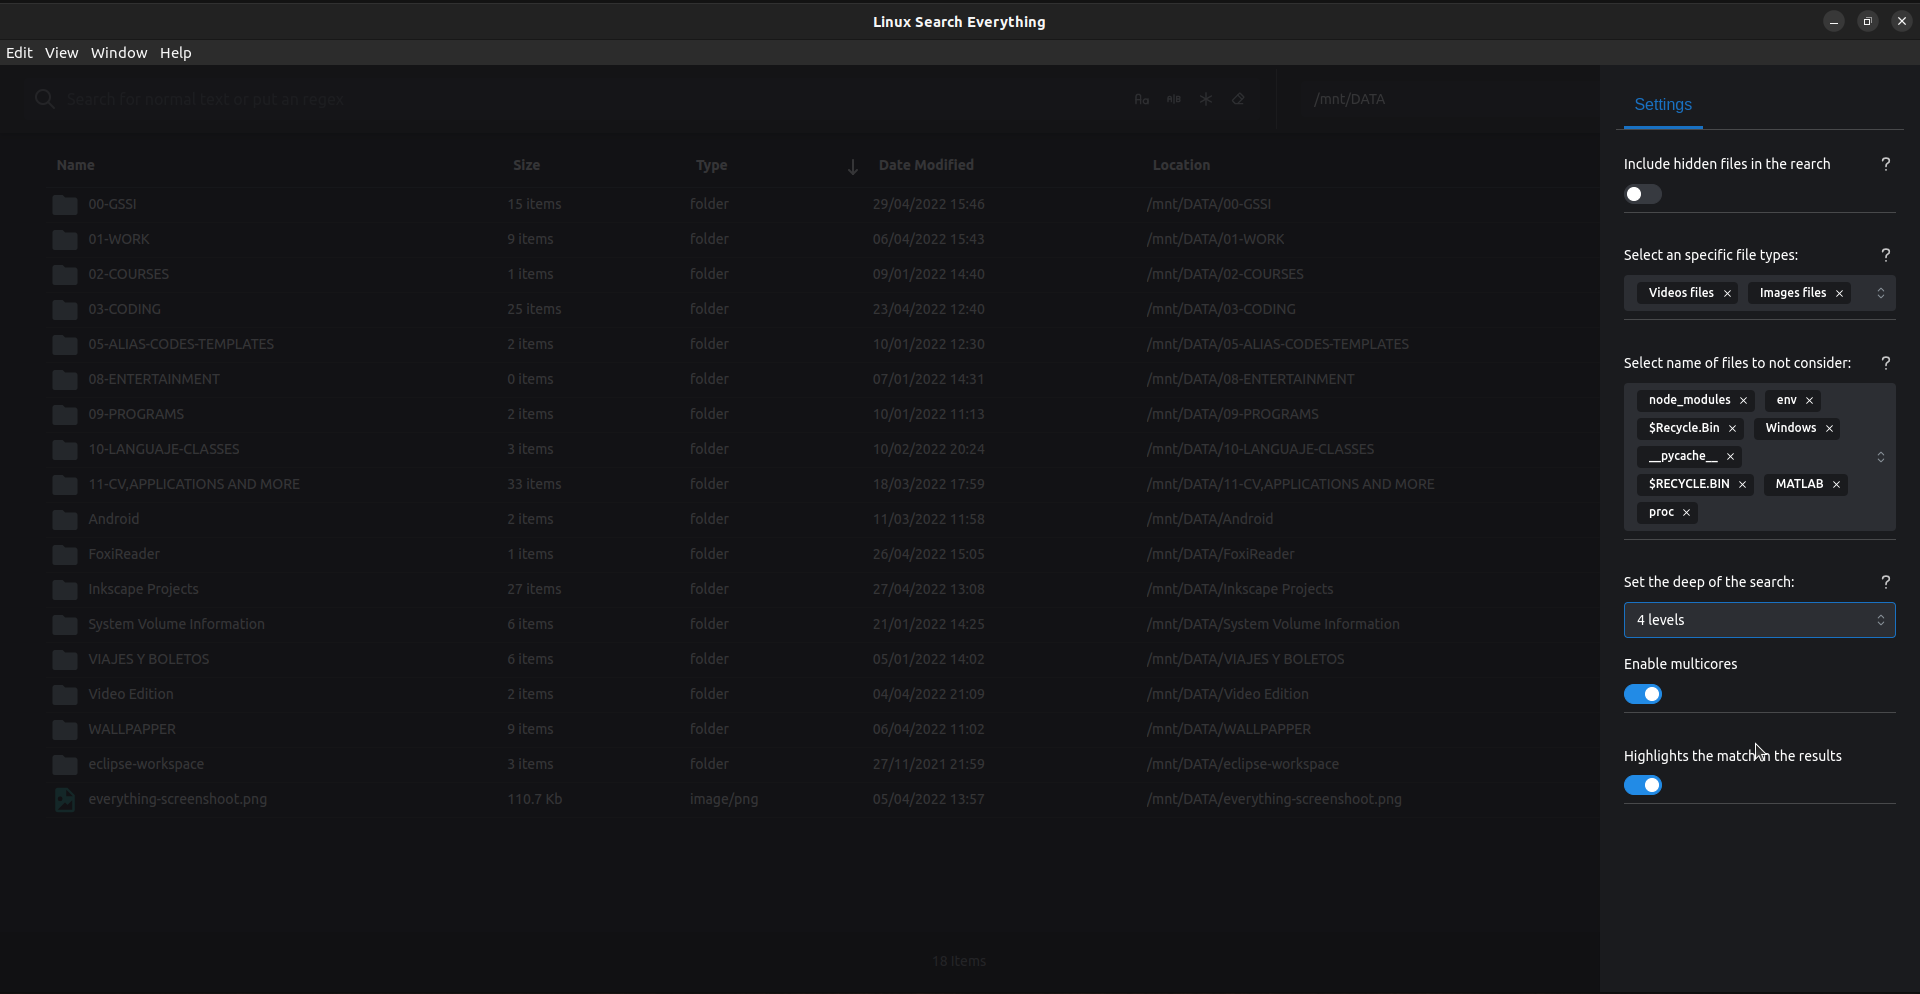 Linux Search Everything
Edit View Window Help
Search for normal text or put an regex
/mnt/DATA
Name Size Type Date Modified Location
00-GSSI 15 items folder 29/04/2022 15:46 /mnt/DATA/00-GSSI
01-WORK 9 items folder 06/04/2022 15:43 /mnt/DATA/01-WORK
02-COURSES 1 items folder 09/01/2022 14:40 /mnt/DATA/02-COURSES
03-CODING 25 items folder 23/04/2022 12:40 /mnt/DATA/03-CODING
05-ALIAS-CODES-TEMPLATES 2 items folder 10/01/2022 12:30 /mnt/DATA/05-ALIAS-CODES-TEMPLATES
08-ENTERTAINMENT 0 items folder 07/01/2022 14:31 /mnt/DATA/08-ENTERTAINMENT
09-PROGRAMS 2 items folder 10/01/2022 11:13 /mnt/DATA/09-PROGRAMS
10-LANGUAJE-CLASSES 3 items folder 10/02/2022 20:24 /mnt/DATA/10-LANGUAJE-CLASSES
11-CV,APPLICATIONS AND MORE 33 items folder 18/03/2022 17:59 /mnt/DATA/11-CV,APPLICATIONS AND MORE
Android 2 items folder 11/03/2022 11:58 /mnt/DATA/Android
FoxiReader 1 items folder 26/04/2022 15:05 /mnt/DATA/FoxiReader
Inkscape Projects 27 items folder 27/04/2022 13:08 /mnt/DATA/Inkscape Projects
System Volume Information 6 items folder 21/01/2022 14:25 /mnt/DATA/System Volume Information
VIAJES Y BOLETOS 6 items folder 05/01/2022 14:02 /mnt/DATA/VIAJES Y BOLETOS
Video Edition 2 items folder 04/04/2022 21:09 /mnt/DATA/Video Edition
WALLPAPPER 9 items folder 06/04/2022 11:02 /mnt/DATA/WALLPAPPER
eclipse-workspace 3 items folder 27/11/2021 21:59 /mnt/DATA/eclipse-workspace
everything-screenshoot.png 110.7 Kb image/png 05/04/2022 13:57 /mnt/DATA/everything-screenshoot.png
18 items
Settings
Include hidden files in the rearch ?
Select an specific file types: ?
Videos files × Images files ×
Select name of files to not consider: ?
node_modules × env ×
$Recycle.Bin × Windows ×
__pycache__ ×
$RECYCLE.BIN × MATLAB ×
proc ×
Set the deep of the search: ?
4 levels
Enable multicores
Highlights the match in the results